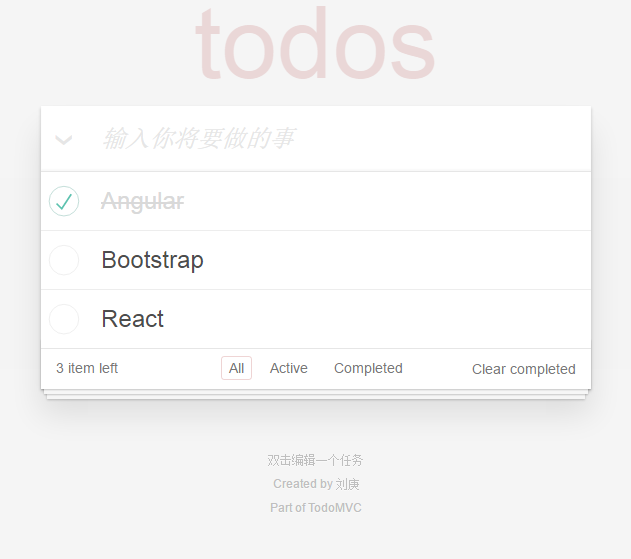 todos
输入你将要做的事
Angular
Bootstrap
React
3 item left All Active Completed Clear completed
双击编辑一个任务
Created by 刘庚
Part of TodoMVC